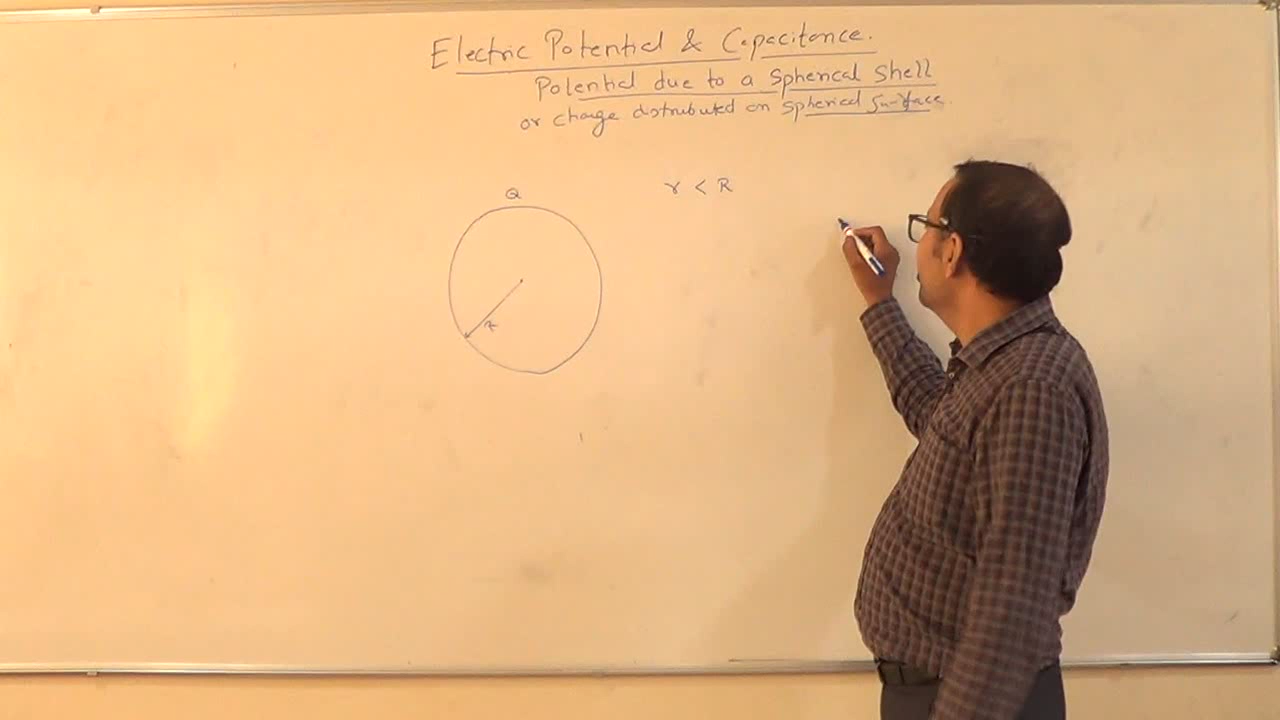 Electric Potential & Capacitance.
Potential due to a Spherical Shell
or charge distributed on Spherical Surface.
Q
r < R
R